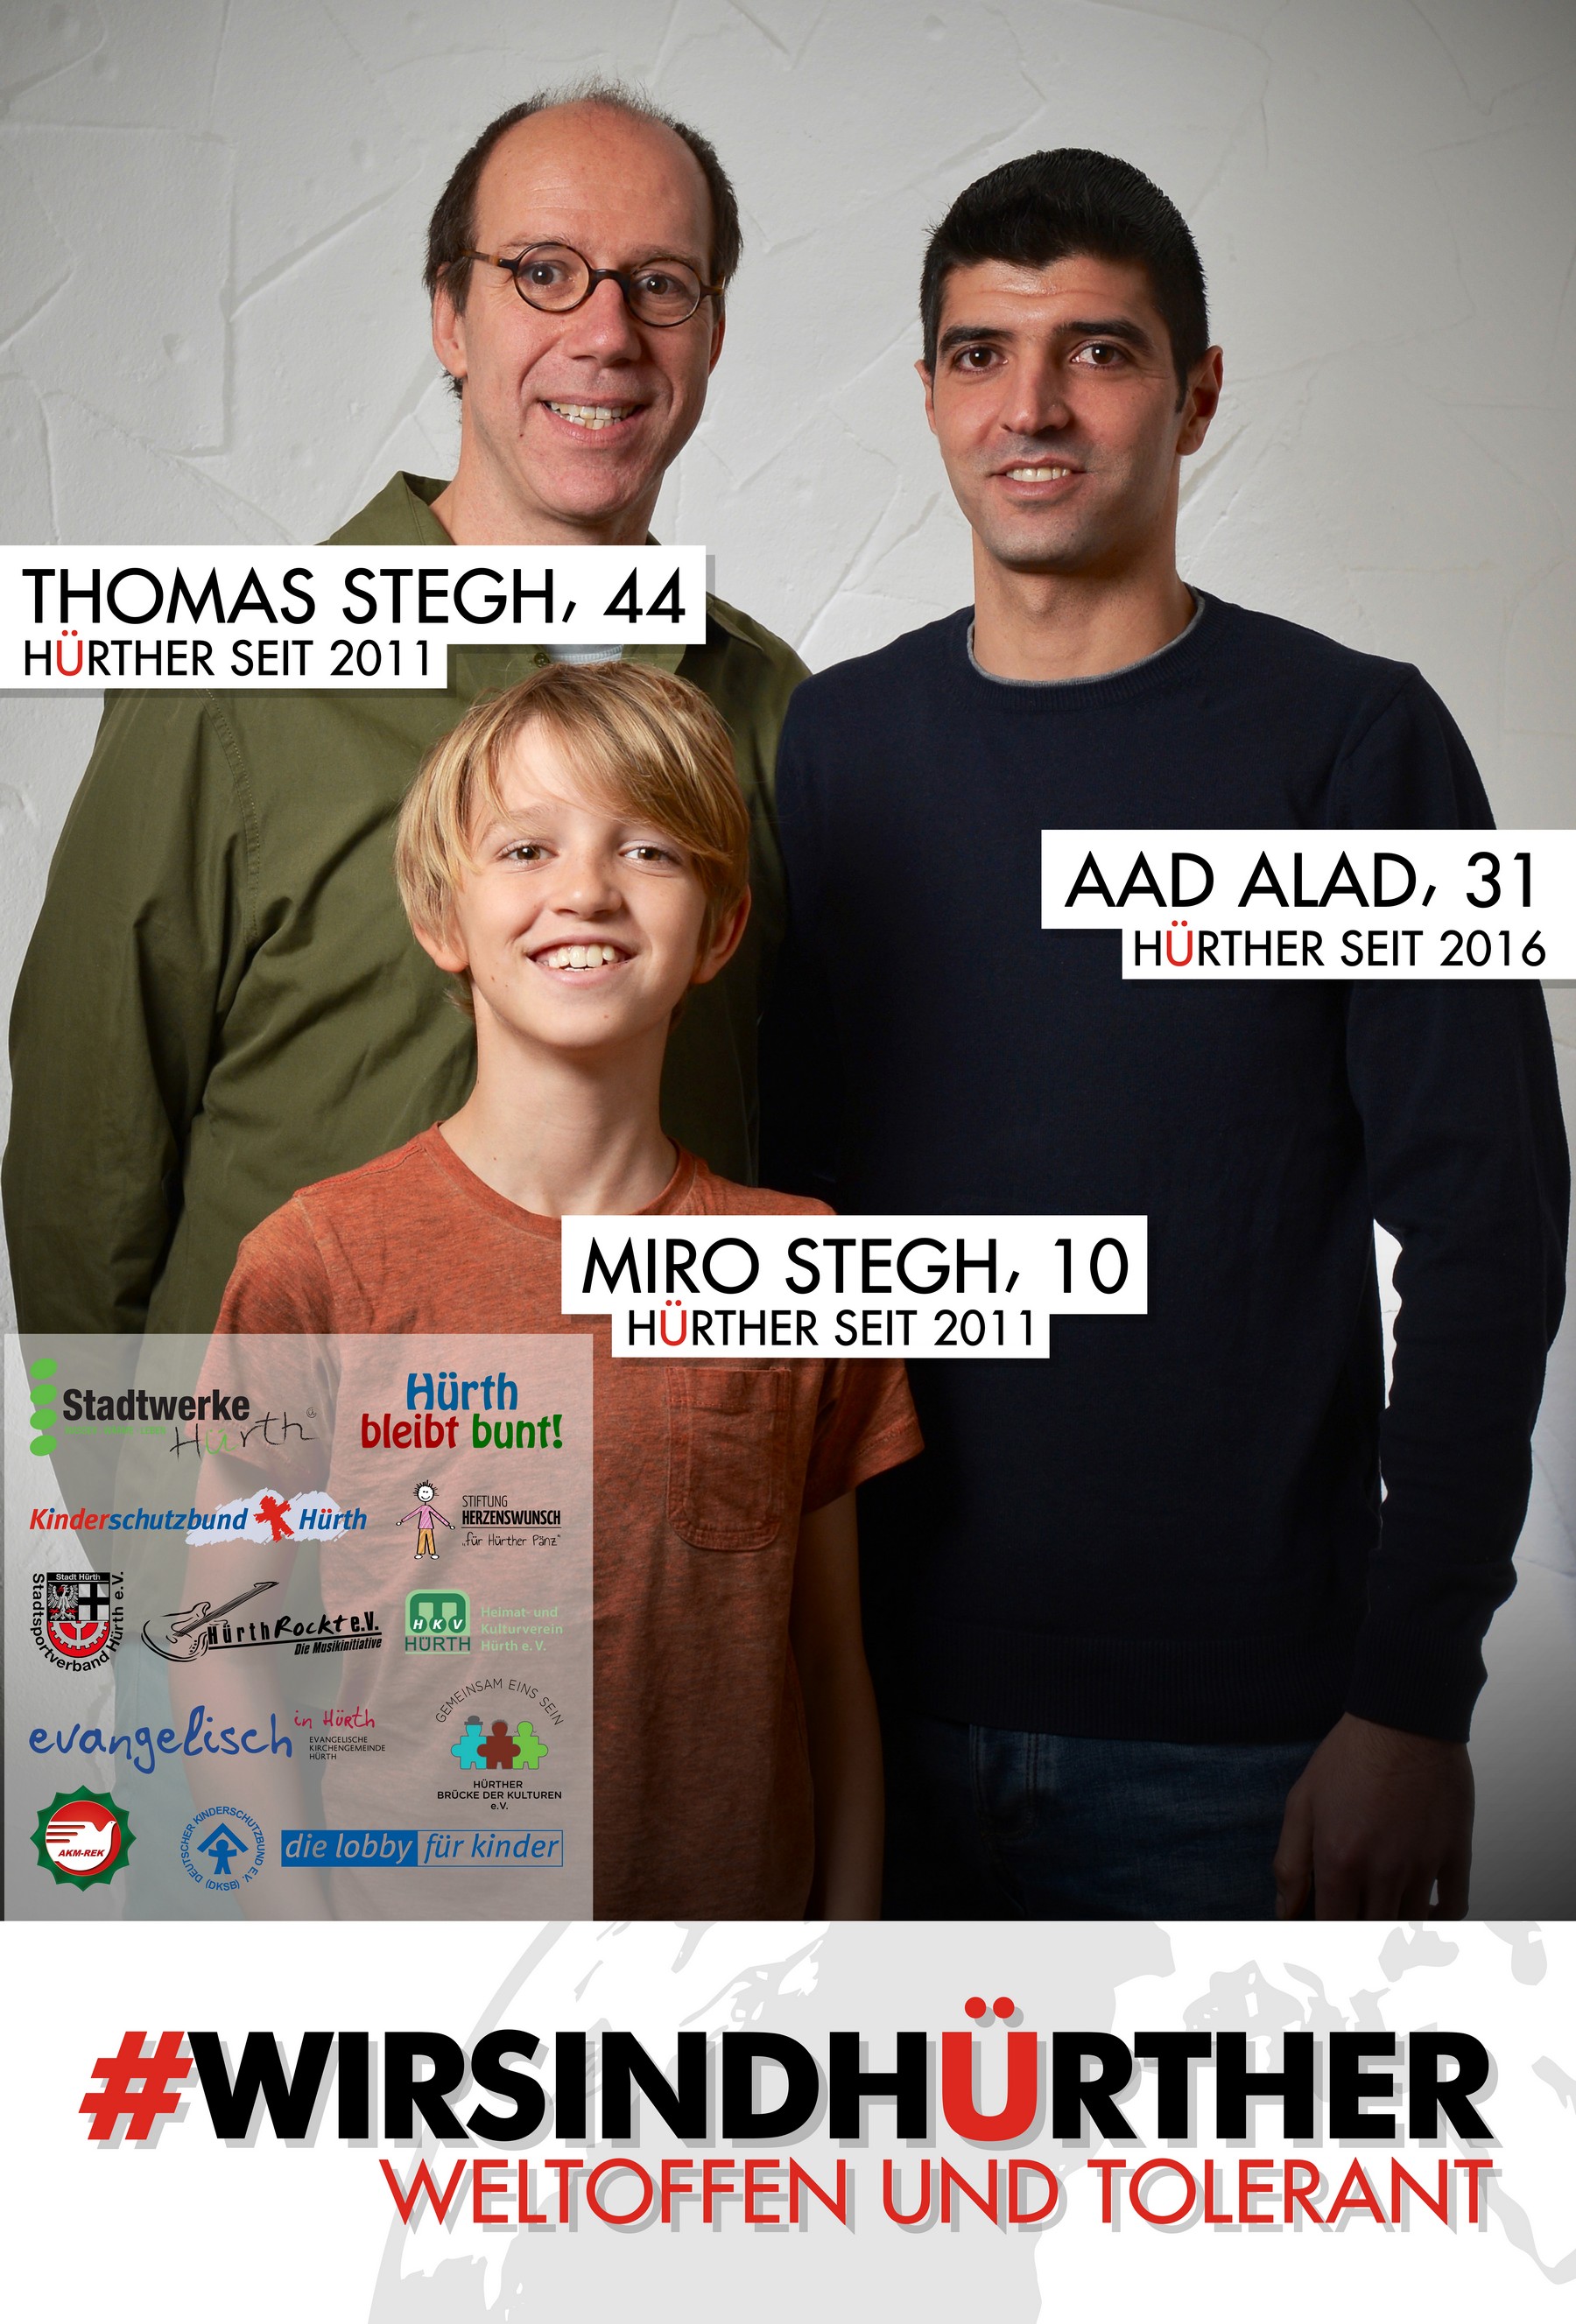 THOMAS STEGH, 44
HÜRTHER SEIT 2011
AAD ALAD, 31
HÜRTHER SEIT 2016
MIRO STEGH, 10
HÜRTHER SEIT 2011
Stadtwerke
Hürth
Hürth
bleibt bunt!
Kinderschutzbund Hürth
STIFTUNG
HERZENSWUNSCH
„für Hürther Pänz"
Stadt Hürth
Stadtsportverband Hürth e.V.
HürthRockt e.V.
Die Musikinitiative
HKV
HÜRTH
Heimat- und
Kulturverein
Hürth e. V.
evangelisch in Hürth
EVANGELISCHE
KIRCHENGEMEINDE
HÜRTH
GEMEINSAM EINS SEIN
HÜRTHER
BRÜCKE DER KULTUREN
e.V.
AKM-REK
DEUTSCHER KINDERSCHUTZBUND E.V.
(DKSB)
die lobby für kinder
#WIRSINDHÜRTHER
WELTOFFEN UND TOLERANT